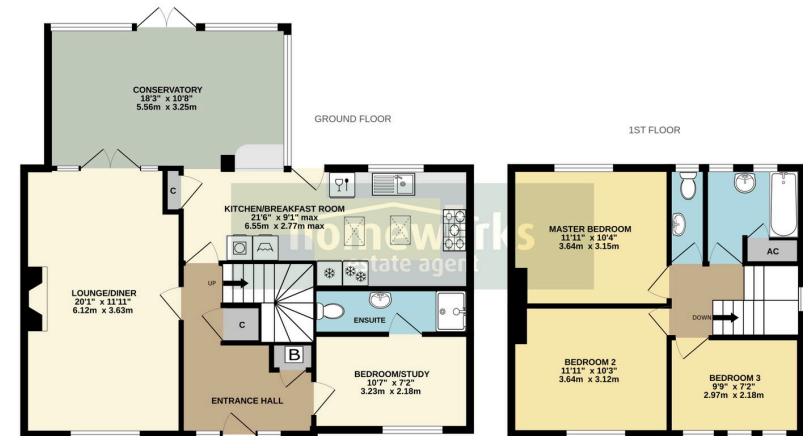 CONSERVATORY
18'3" x 10'8"
5.56m x 3.25m
GROUND FLOOR
1ST FLOOR
C
KITCHEN/BREAKFAST ROOM
21'6" x 9'1" max
6.55m x 2.77m max
homeworks
estate agent
MASTER BEDROOM
11'11" x 10'4"
3.64m x 3.15m
AC
LOUNGE/DINER
20'1" x 11'11"
6.12m x 3.63m
UP
C
ENSUITE
DOWN
B
BEDROOM/STUDY
10'7" x 7'2"
3.23m x 2.18m
ENTRANCE HALL
BEDROOM 2
11'11" x 10'3"
3.64m x 3.12m
BEDROOM 3
9'9" x 7'2"
2.97m x 2.18m